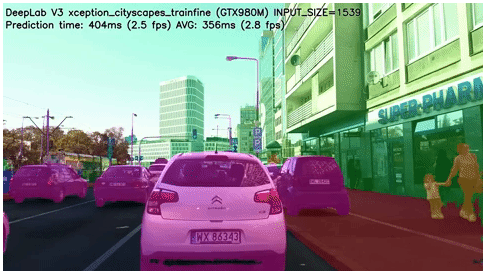 DeepLab V3 xception_cityscapes_trainfine (GTX980M) INPUT_SIZE=1539
Prediction time: 404ms (2.5 fps) AVG: 356ms (2.8 fps)
SUPER-PHARM
WX 86343